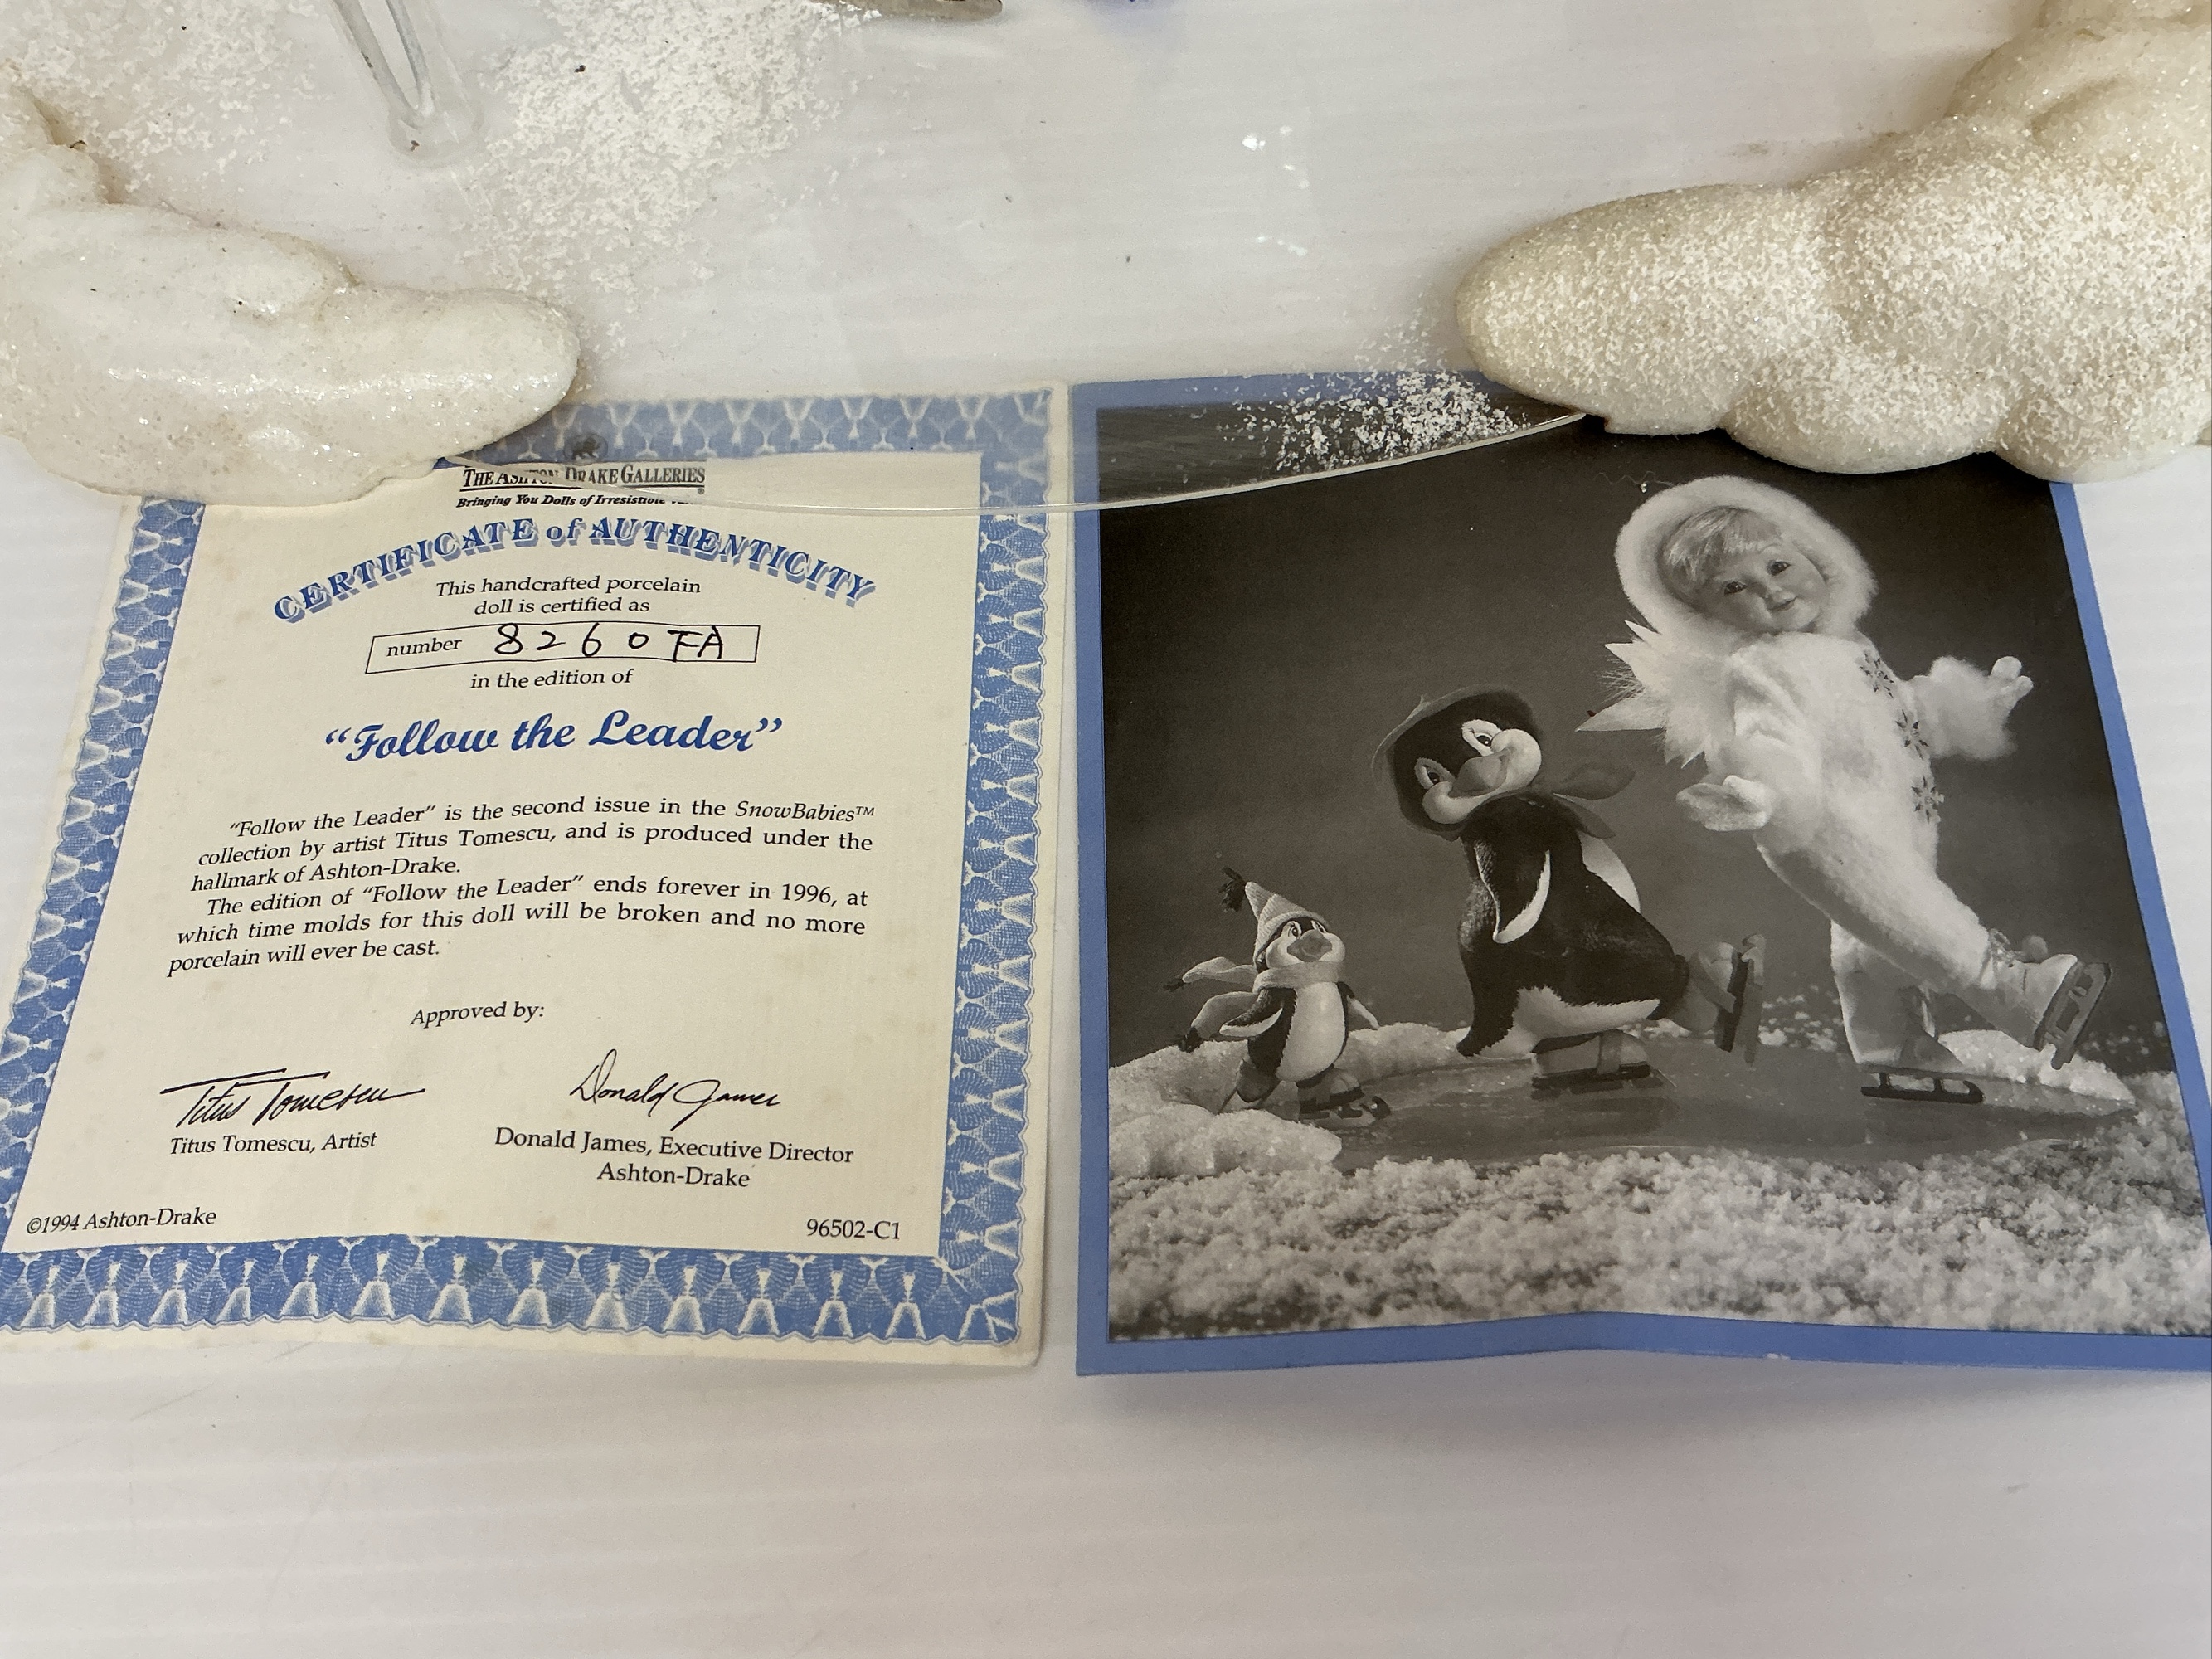 THE ASHTON-DRAKE GALLERIES
Bringing You Dolls of Irresistible
CERTIFICATE of AUTHENTICITY
This handcrafted porcelain
doll is certified as
number 8260 FA
in the edition of
“Follow the Leader”
“Follow the Leader” is the second issue in the SnowBabies™
collection by artist Titus Tomescu, and is produced under the
hallmark of Ashton-Drake.
The edition of “Follow the Leader” ends forever in 1996, at
which time molds for this doll will be broken and no more
porcelain will ever be cast.
Approved by:
Titus Tomescu
Donald James
Titus Tomescu, Artist
Donald James, Executive Director
Ashton-Drake
©1994 Ashton-Drake
96502-C1